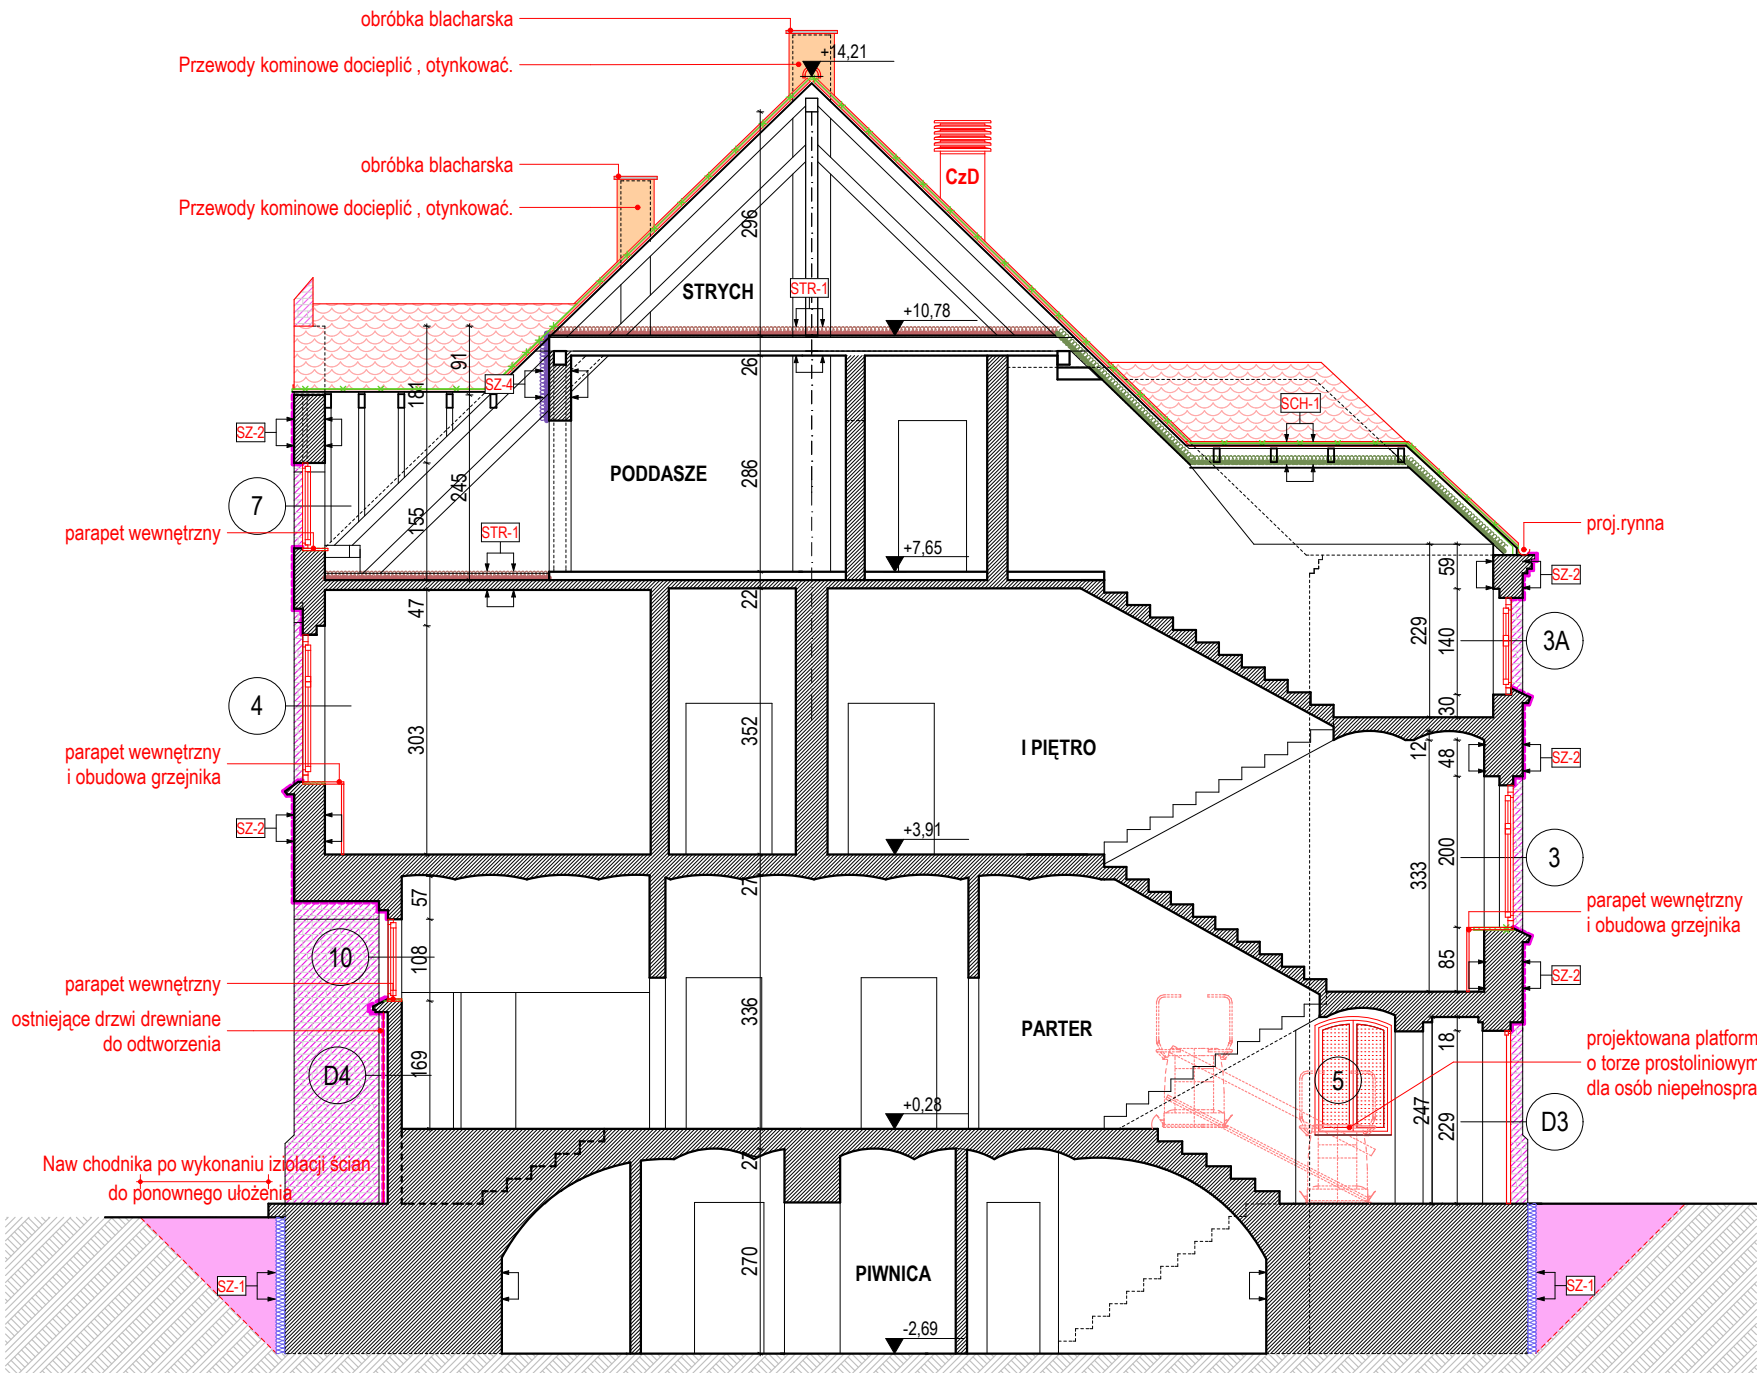 obróbka blacharska
+14,21
Przewody kominowe docieplić , otynkować.
obróbka blacharska
CzD
Przewody kominowe docieplić , otynkować.
296
STRYCH
STR-1
+10,78
91
181
26
SZ-4
SCH-1
SZ-2
PODDASZE
286
245
155
7
parapet wewnętrzny
STR-1
proj.rynna
+7,65
59
SZ-2
47
22
229
140
3A
4
30
303
352
I PIĘTRO
12
48
SZ-2
parapet wewnętrzny
i obudowa grzejnika
SZ-2
+3,91
333
200
3
27
57
parapet wewnętrzny
i obudowa grzejnika
10
108
85
SZ-2
parapet wewnętrzny
336
PARTER
ostniejące drzwi drewniane
do odtworzenia
18
projektowana platform
o torze prostoliniowym
dla osób niepełnospra
D4
169
5
+0,28
247
229
D3
27
Naw chodnika po wykonaniu iziolacji ścian
do ponownego ułożenia
270
PIWNICA
SZ-1
SZ-1
-2,69